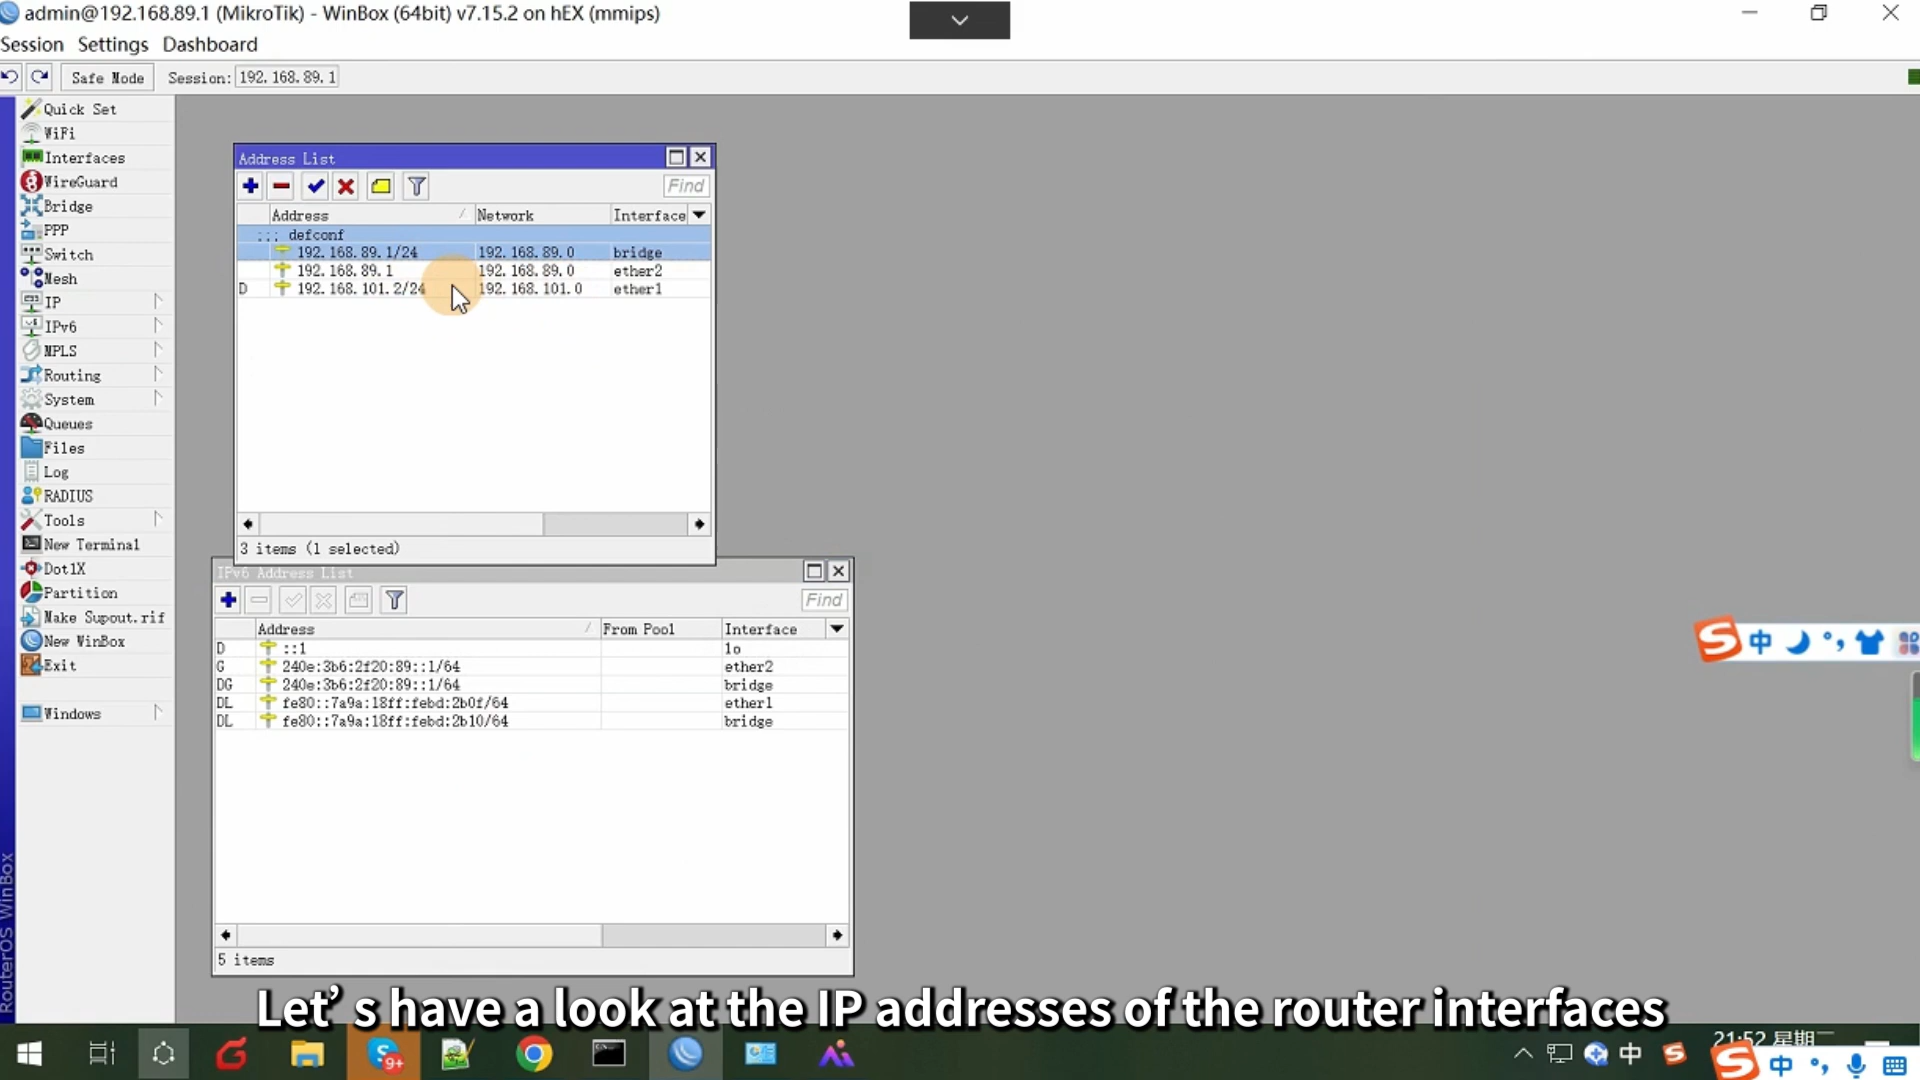 admin@192.168.89.1 (MikroTik) - WinBox (64bit) v7.15.2 on hEX (mmips)
Session Settings Dashboard
Safe Mode Session: 192.168.89.1
Quick Set
WiFi
Interfaces
WireGuard
Bridge
PPP
Switch
Mesh
IP
IPv6
MPLS
Routing
System
Queues
Files
Log
RADIUS
Tools
New Terminal
Dot1X
Partition
Make Supout.rif
New WinBox
Exit
Windows
RouterOS WinBox
Address List
Find
Address Network Interface
;;; defconf
192.168.89.1/24 192.168.89.0 bridge
192.168.89.1 192.168.89.0 ether2
D 192.168.101.2/24 192.168.101.0 ether1
3 items (1 selected)
IPv6 Address List
Find
Address From Pool Interface
D ::1 lo
G 240e:3b6:2f20:89::1/64 ether2
DG 240e:3b6:2f20:89::1/64 bridge
DL fe80::7a9a:18ff:febd:2b0f/64 ether1
DL fe80::7a9a:18ff:febd:2b10/64 bridge
5 items
中
Let’s have a look at the IP addresses of the router interfaces
9+
中
21:52 星期二
中